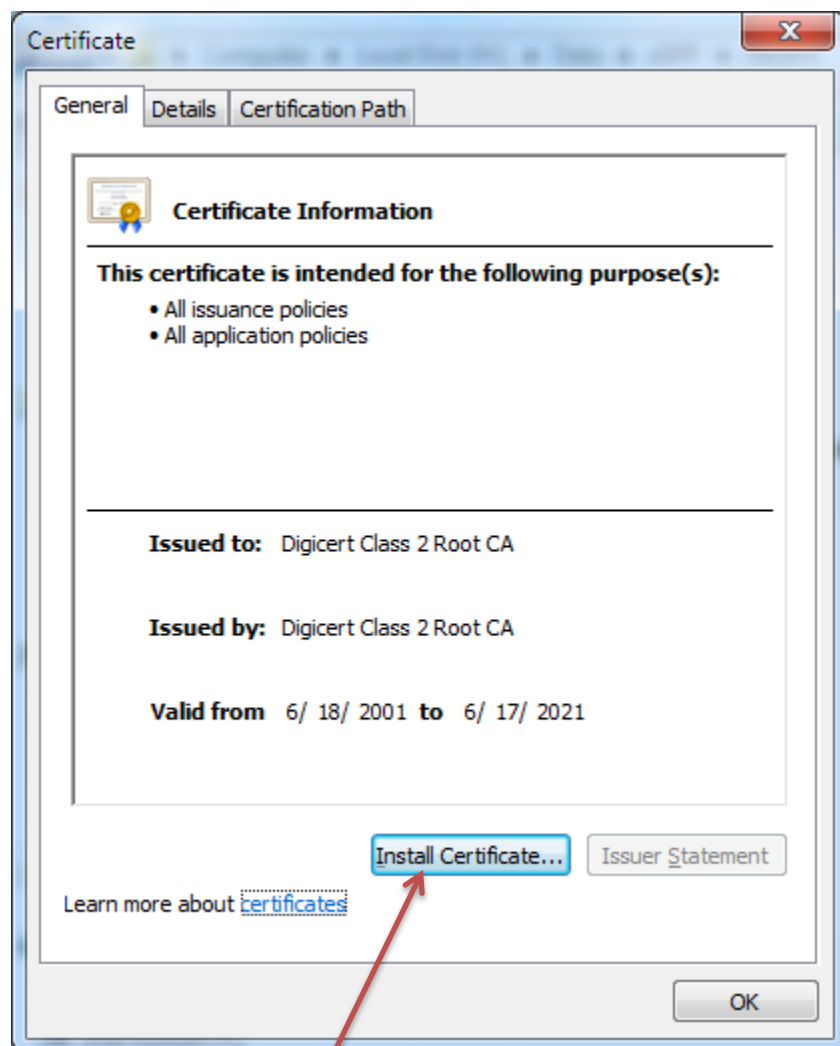 Certificate
General Details Certification Path
Certificate Information
This certificate is intended for the following purpose(s):
• All issuance policies
• All application policies
Issued to: Digicert Class 2 Root CA
Issued by: Digicert Class 2 Root CA
Valid from 6/ 18/ 2001 to 6/ 17/ 2021
Install Certificate... Issuer Statement
Learn more about certificates
OK